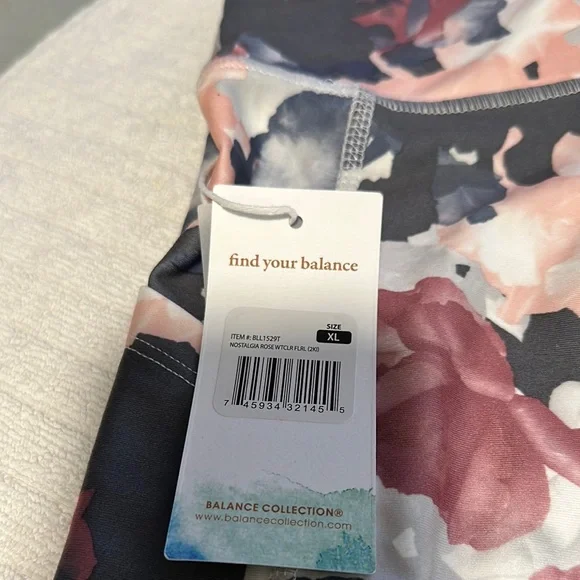 find your balance
SIZE
XL
ITEM #: BLL1529T
NOSTALGIA ROSE WTCLR FLRL (2KI)
7 45934 32145 5
BALANCE COLLECTION®
www.balancecollection.com